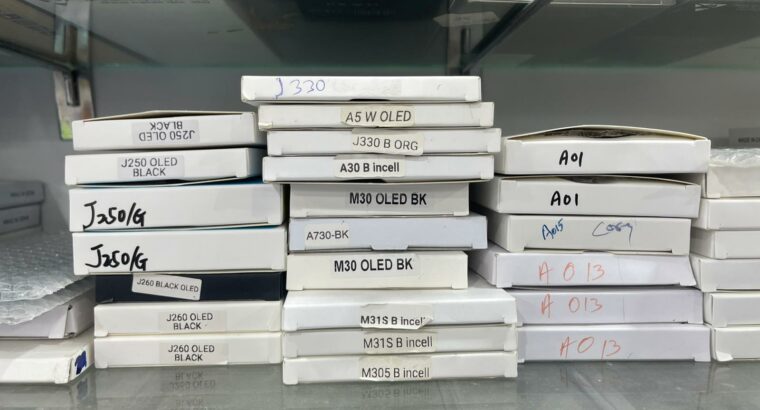 J250 OLED
BLACK
J250 OLED
BLACK
J250/G
J250/G
J260 BLACK OLED
J260 OLED
BLACK
J260 OLED
BLACK
J330
A5 W OLED
J330 B ORG
A30 B incell
M30 OLED BK
A730-BK
M30 OLED BK
M31S B incell
M31S B incell
M305 B incell
A01
A01
A015
A013
A013
A013